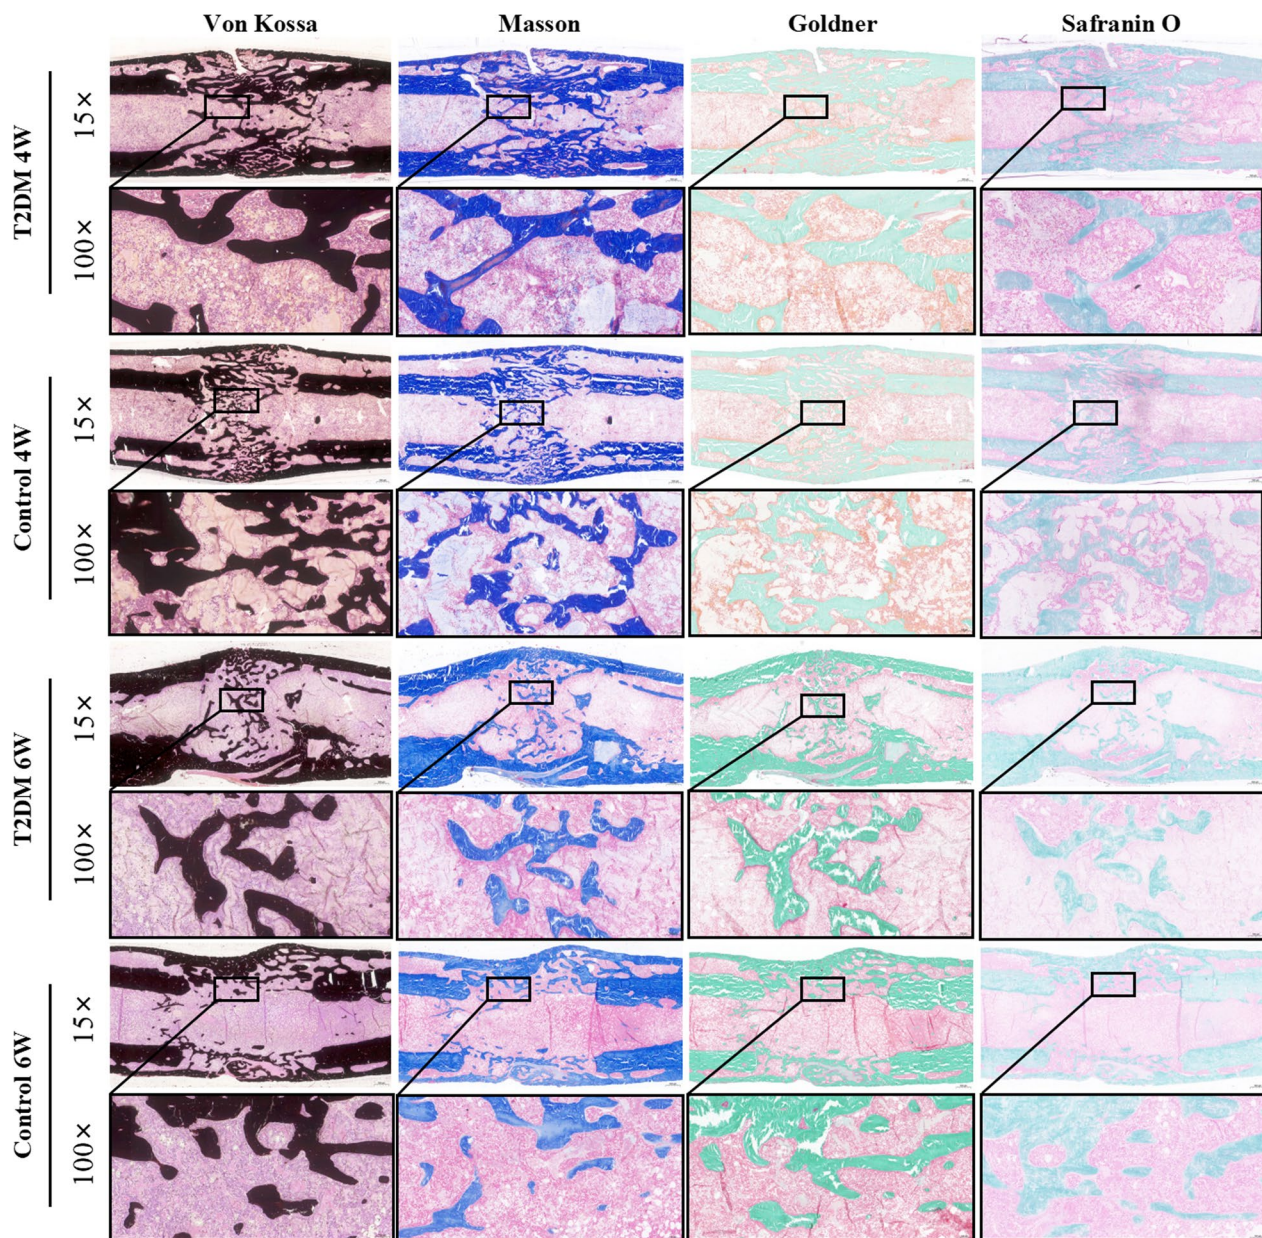 Von Kossa Masson Goldner Safranin O
T2DM 4W
15×
100×
Control 4W
15×
100×
T2DM 6W
15×
100×
Control 6W
15×
100×